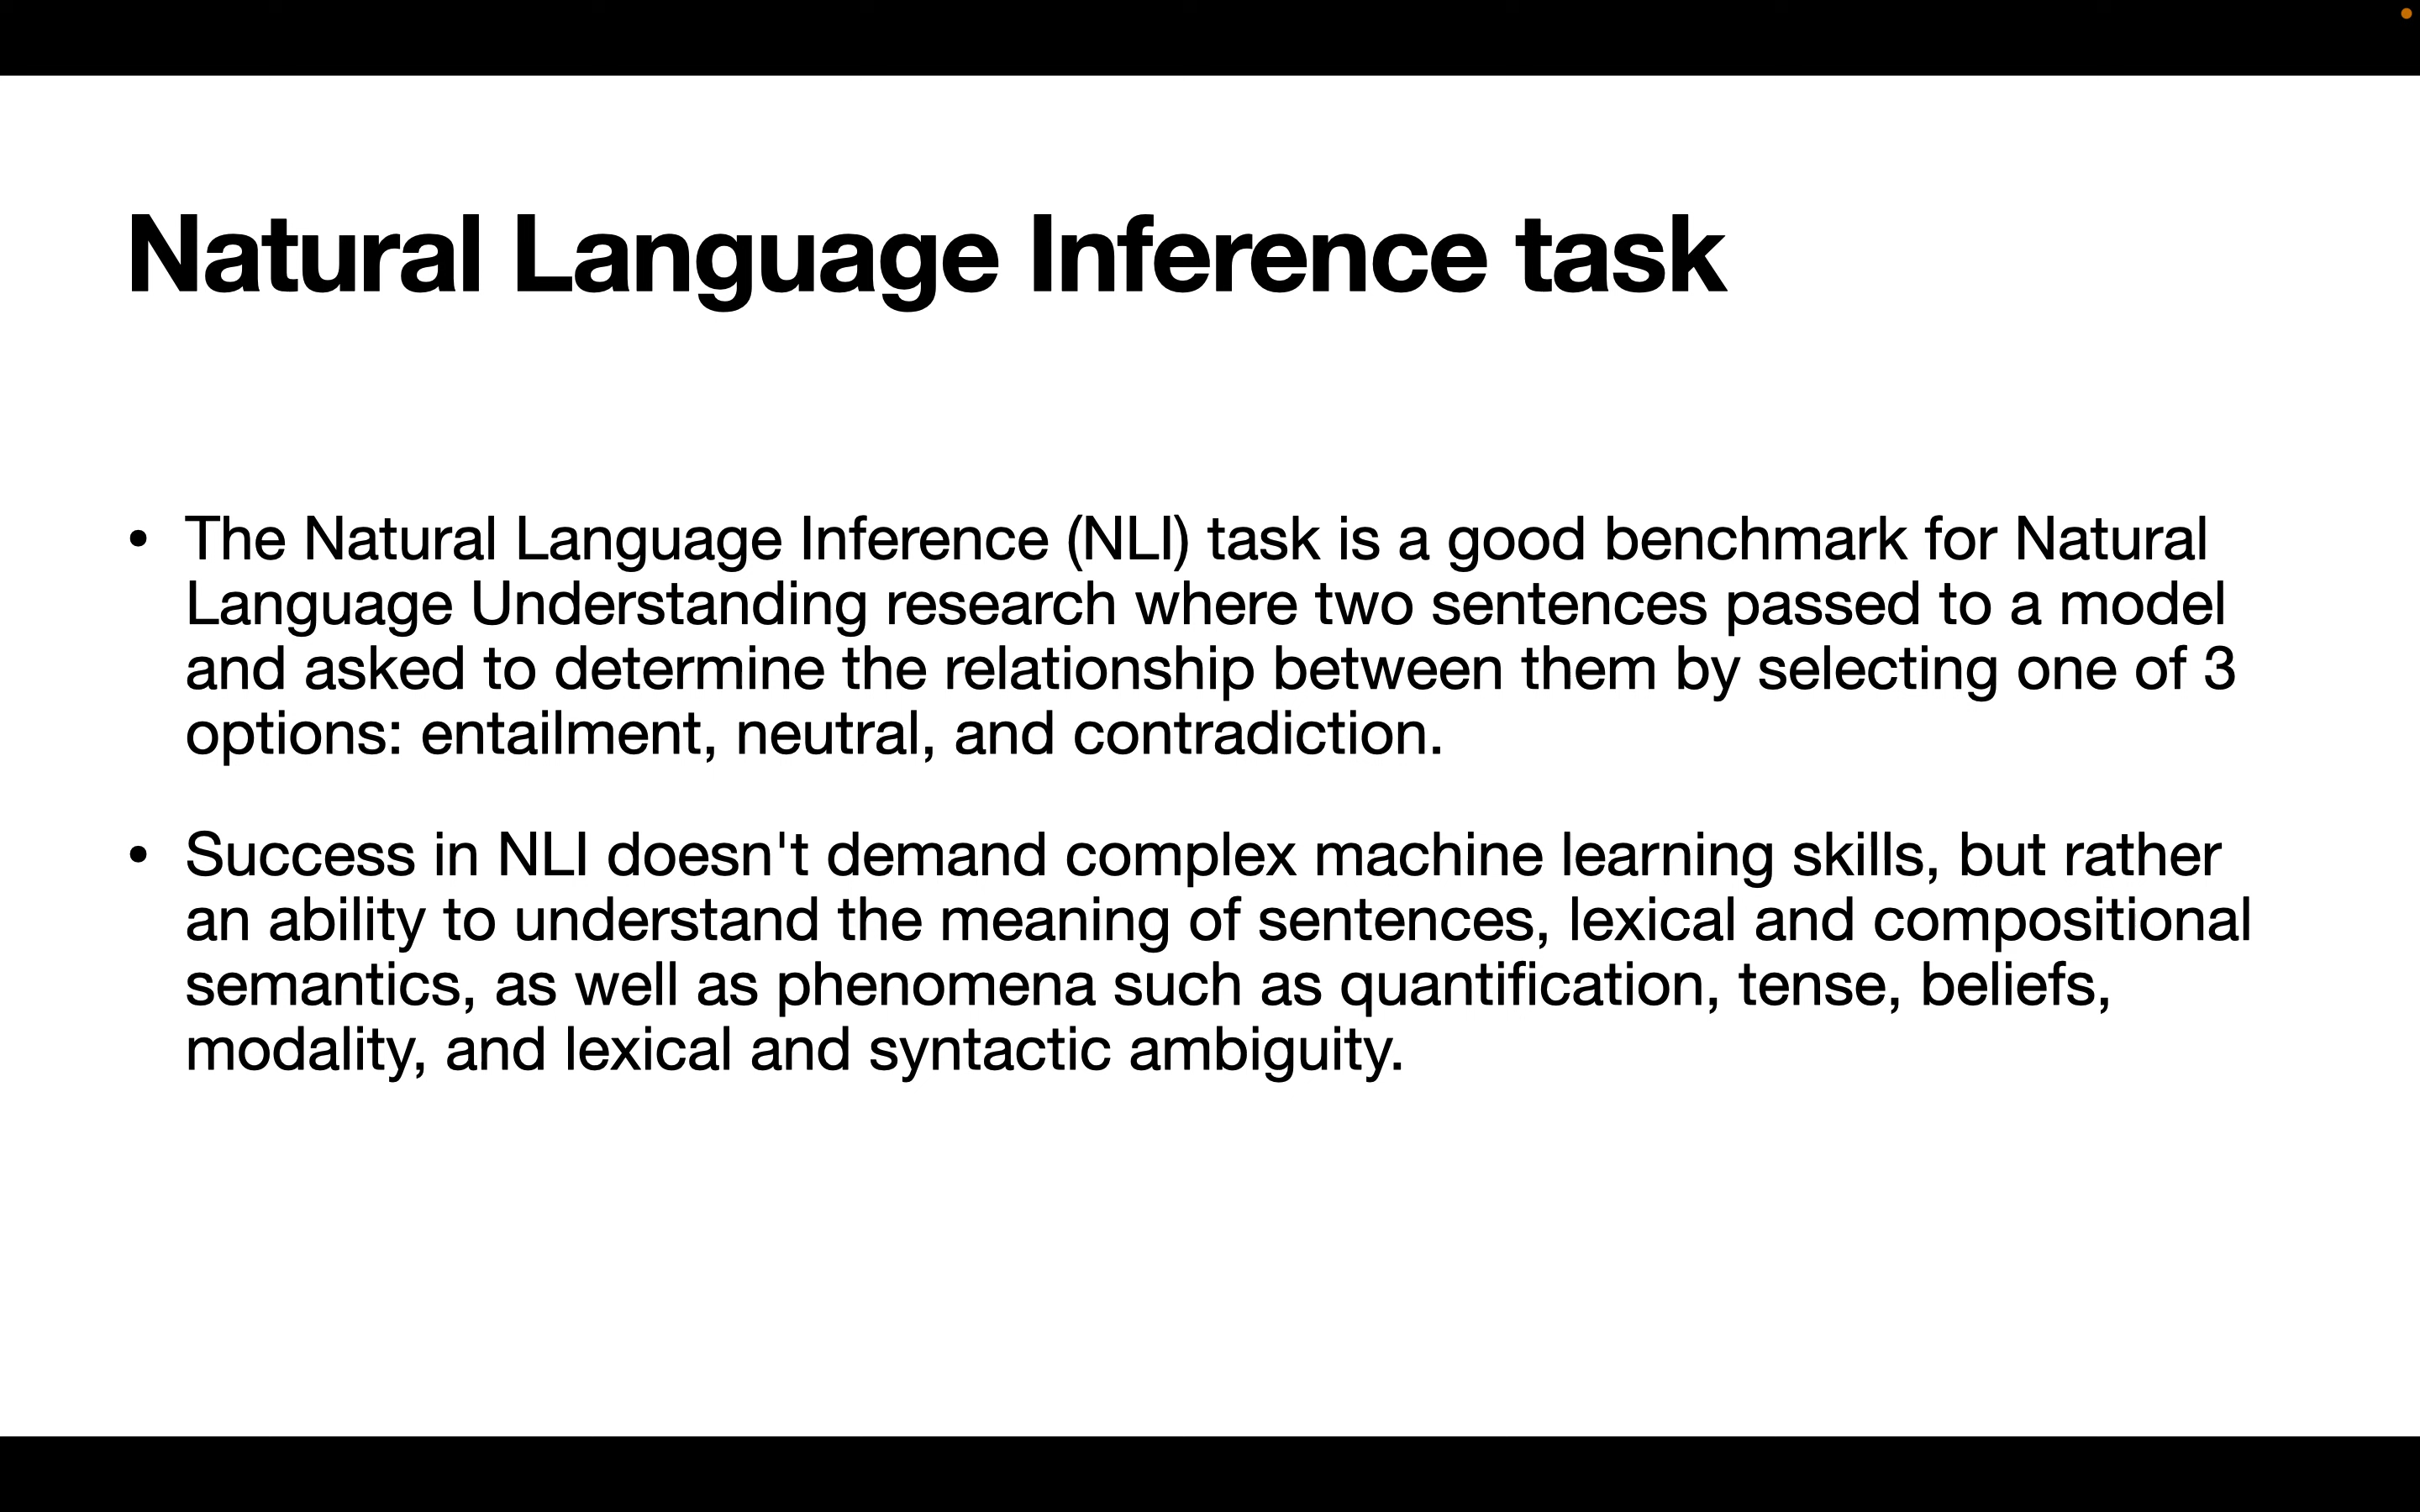 Natural Language Inference task
• The Natural Language Inference (NLI) task is a good benchmark for Natural
Language Understanding research where two sentences passed to a model
and asked to determine the relationship between them by selecting one of 3
options: entailment, neutral, and contradiction.
• Success in NLI doesn't demand complex machine learning skills, but rather
an ability to understand the meaning of sentences, lexical and compositional
semantics, as well as phenomena such as quantification, tense, beliefs,
modality, and lexical and syntactic ambiguity.